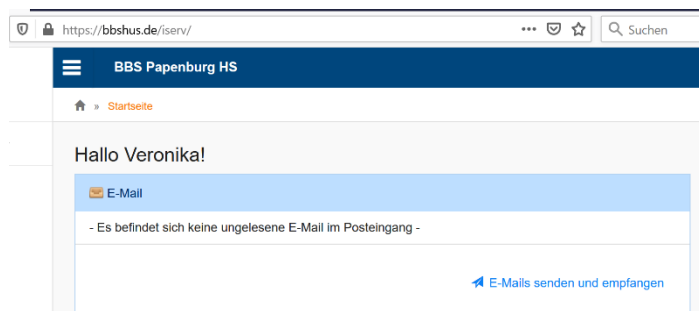 https://bbshus.de/iserv/ ••• Suchen
BBS Papenburg HS
» Startseite
Hallo Veronika!
E-Mail
- Es befindet sich keine ungelesene E-Mail im Posteingang -
E-Mails senden und empfangen